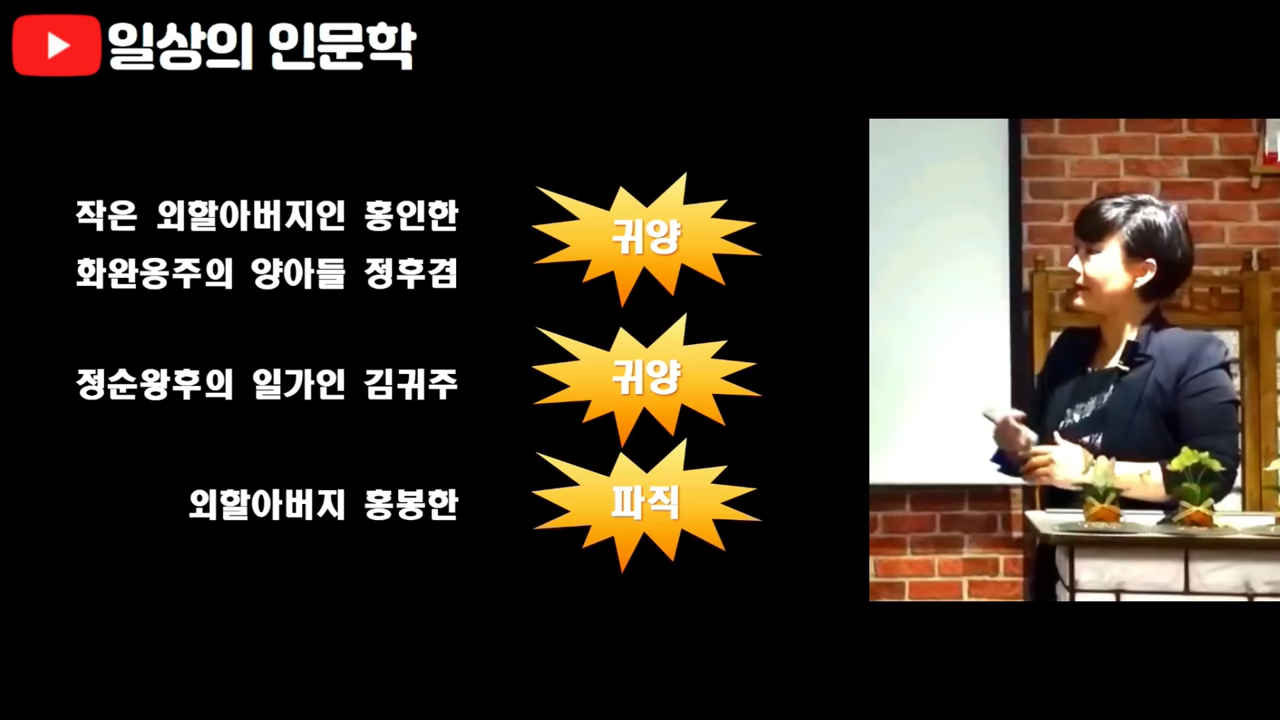 일상의 인문학
작은 외할아버지인 홍인한
화완옹주의 양아들 정후겸
귀양
정순왕후의 일가인 김귀주
귀양
외할아버지 홍봉한
파직